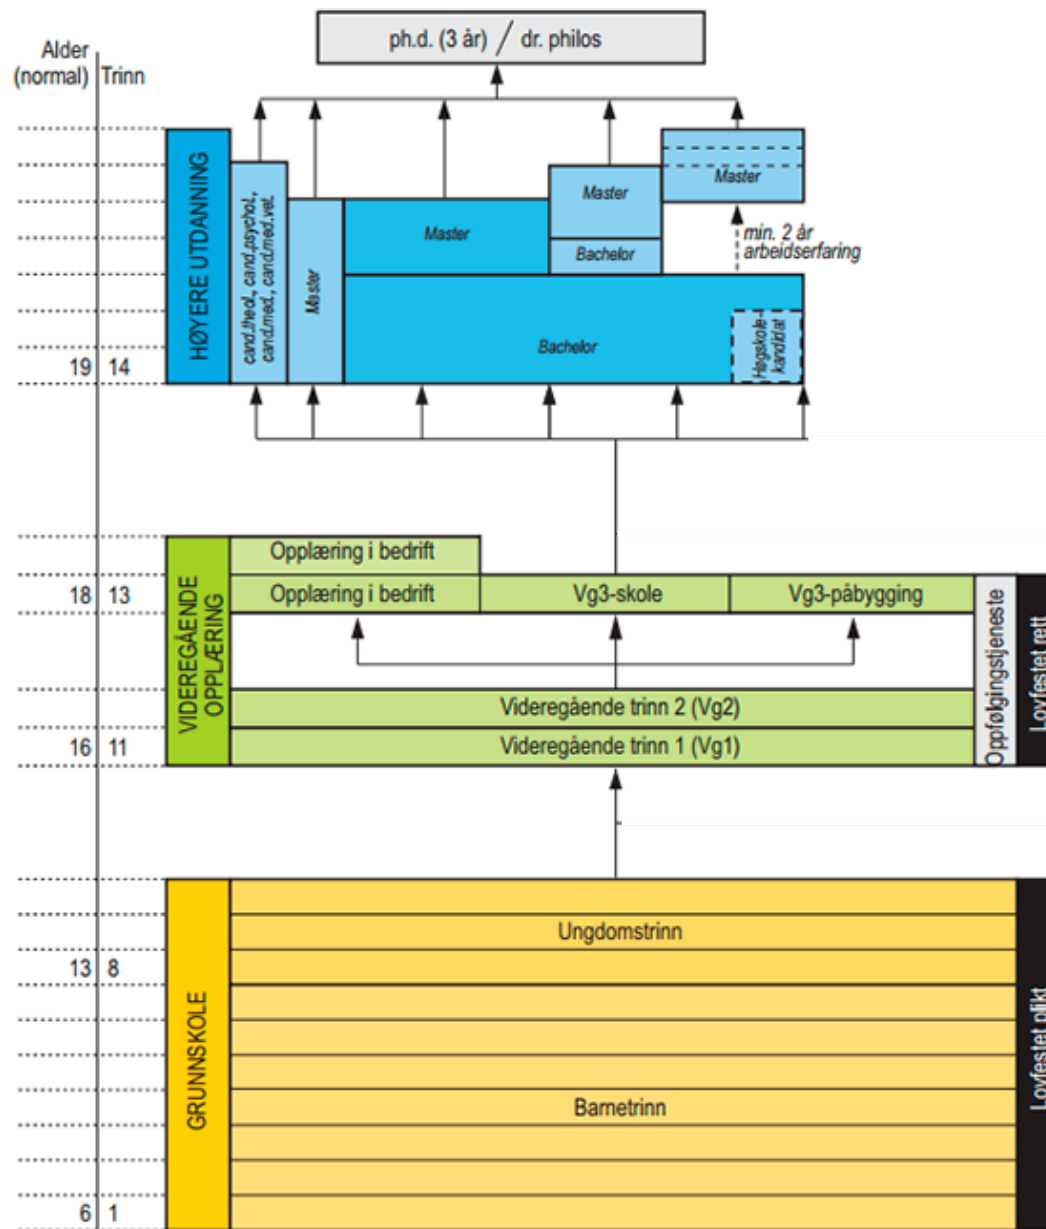 ph.d. (3 år) / dr. philos
Alder
(normal) Trinn
HØYERE UTDANNING
cand.theol., cand.psychol.,
cand.med., cand.med.vet.
Master
Master
Master
Bachelor
Master
min. 2 år
arbeidserfaring
Bachelor
Høgskole-
kandidat
19 14
VIDEREGÅENDE
OPPLÆRING
Opplæring i bedrift
18 13
Opplæring i bedrift
Vg3-skole
Vg3-påbygging
Oppfølgingstjeneste
Lovfestet rett
Videregående trinn 2 (Vg2)
16 11
Videregående trinn 1 (Vg1)
GRUNNSKOLE
Ungdomstrinn
13 8
Lovfestet plikt
Barnetrinn
6 1